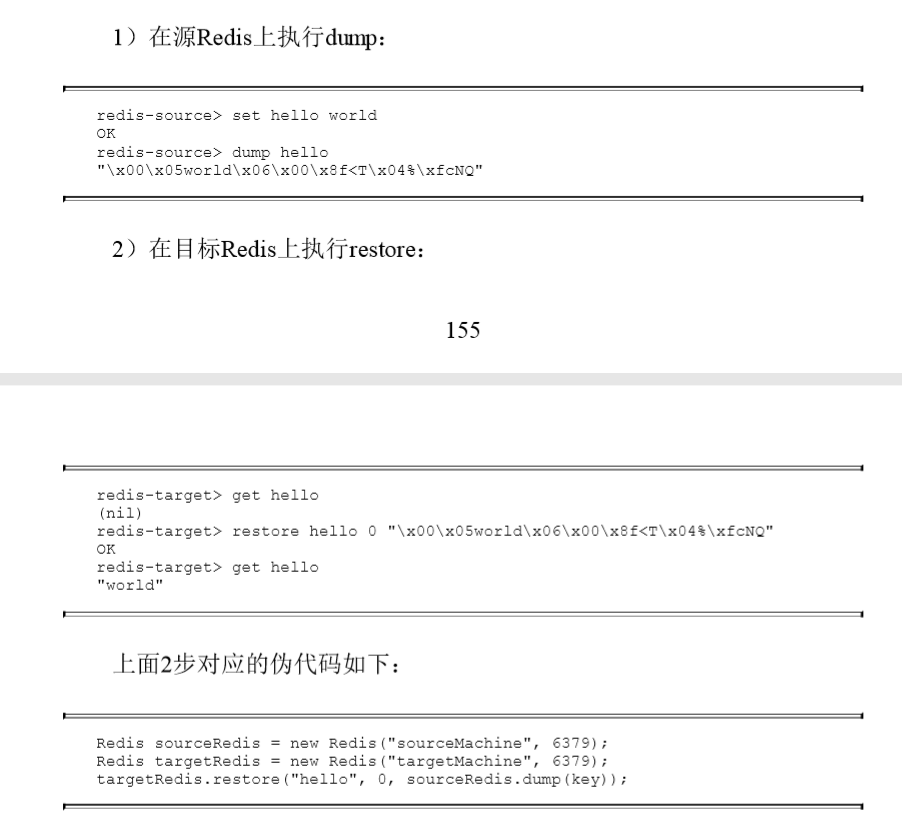 1）在源Redis上执行dump：
redis-source> set hello world
OK
redis-source> dump hello
"\x00\x05world\x06\x00\x8f<T\x04%\xfcNQ"
2）在目标Redis上执行restore：
155
redis-target> get hello
(nil)
redis-target> restore hello 0 "\x00\x05world\x06\x00\x8f<T\x04%\xfcNQ"
OK
redis-target> get hello
"world"
上面2步对应的伪代码如下：
Redis sourceRedis = new Redis("sourceMachine", 6379);
Redis targetRedis = new Redis("targetMachine", 6379);
targetRedis.restore("hello", 0, sourceRedis.dump(key));